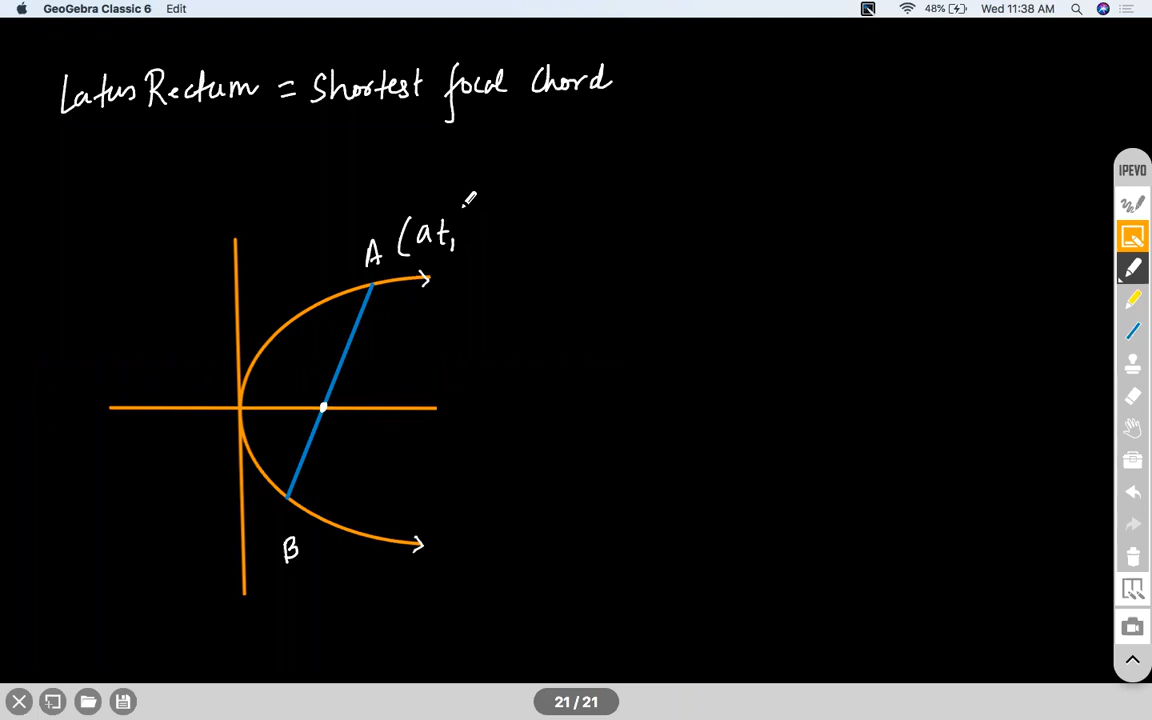 GeoGebra Classic 6 Edit 48% Wed 11:38 AM
Latus Rectum = Shortest focal Chord
IPEVO
A (at,
B
21 / 21